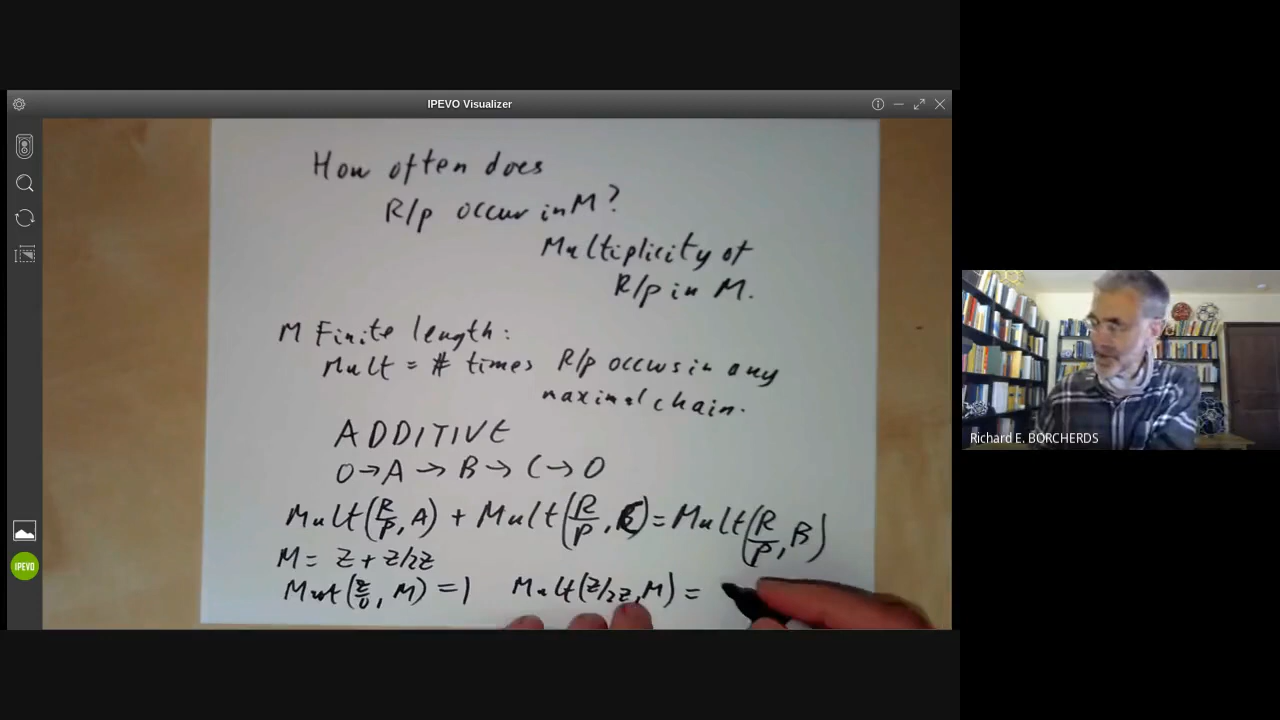 IPEVO Visualizer
How often does
R/p occur in M?
Multiplicity of
R/p in M.
M Finite length:
Mult = # times R/p occurs in any
maximal chain.
ADDITIVE
0→A→B→C→0
Mult(R/P, A) + Mult(R/P, C) = Mult(R/P, B)
M = Z + Z/2Z
Mult(Z/0, M) = 1 Mult(Z/2Z, M) =
IPEVO
Richard E. BORCHERDS